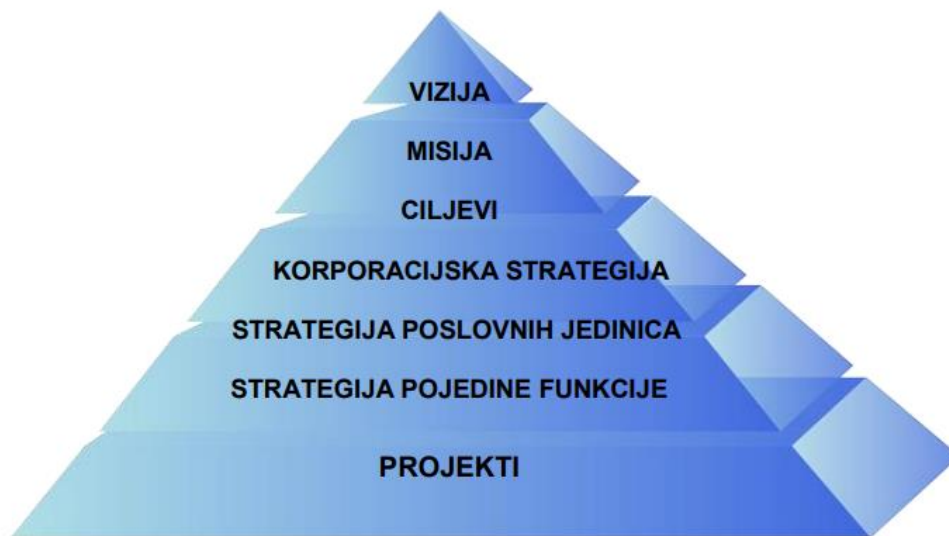 VIZIJA
MISIJA
CILJEVI
KORPORACIJSKA STRATEGIJA
STRATEGIJA POSLOVNIH JEDINICA
STRATEGIJA POJEDINE FUNKCIJE
PROJEKTI